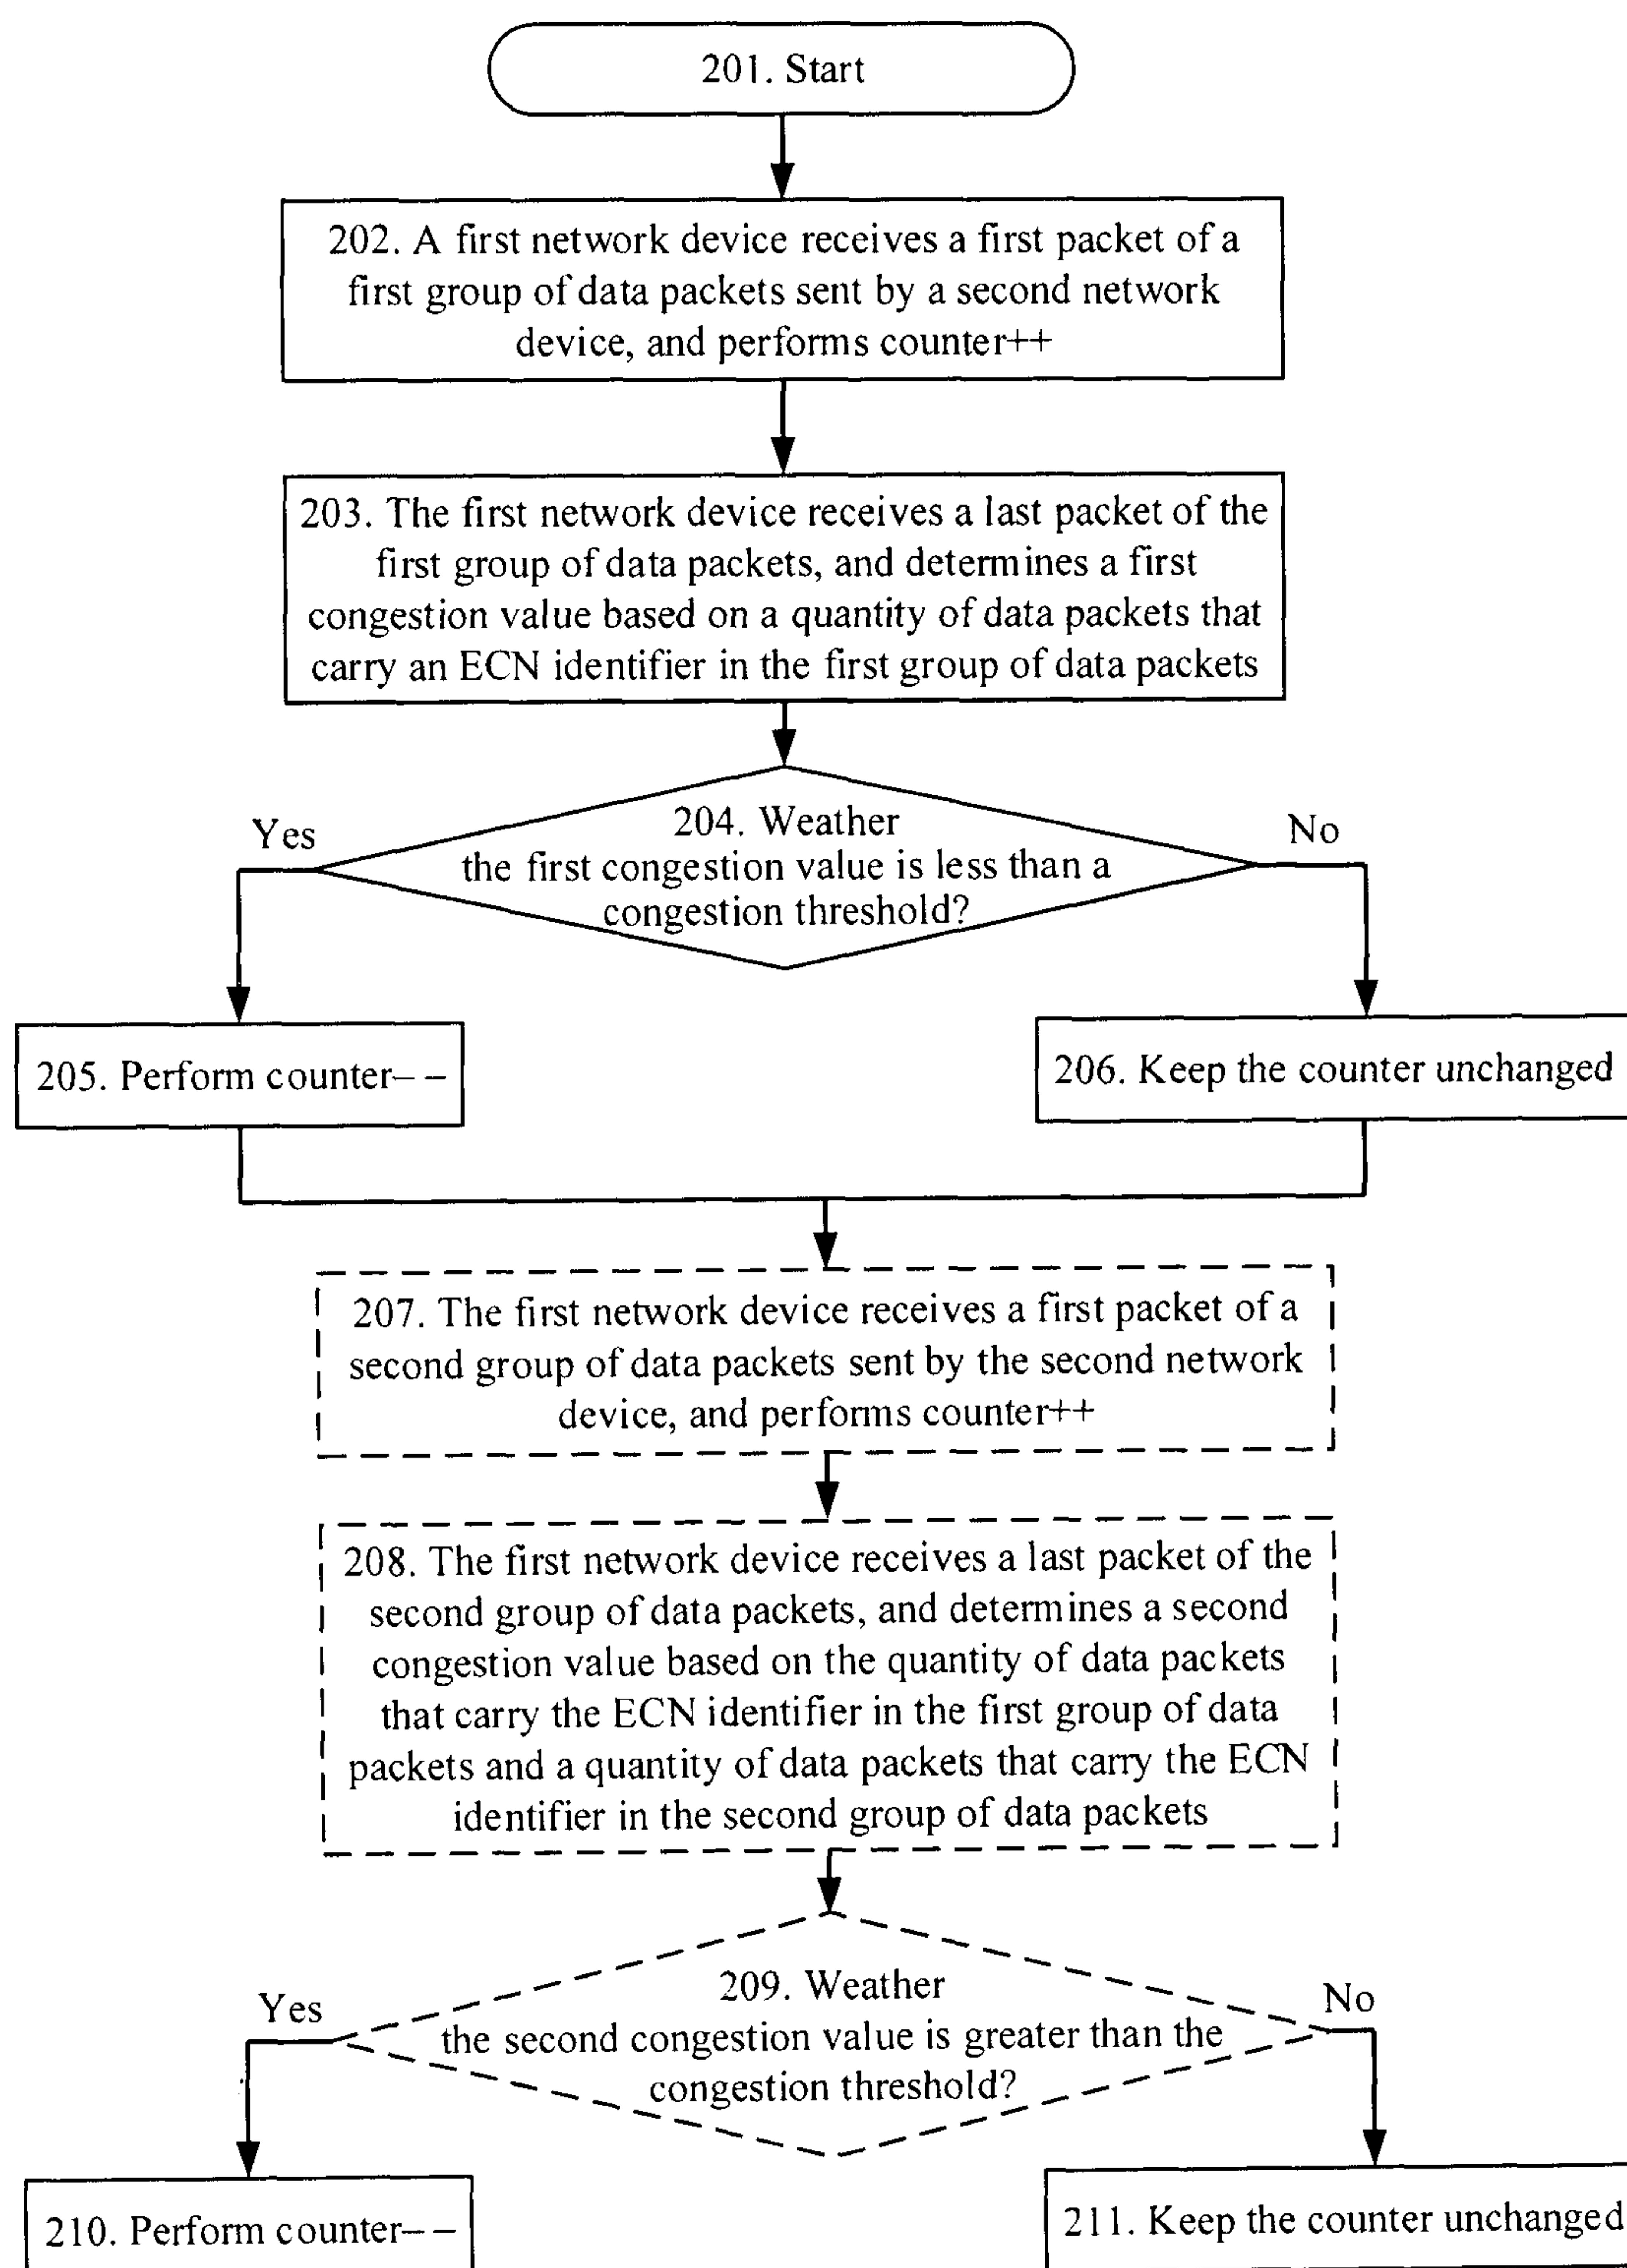 201. Start
202. A first network device receives a first packet of a
first group of data packets sent by a second network
device, and performs counter++
203. The first network device receives a last packet of the
first group of data packets, and determines a first
congestion value based on a quantity of data packets that
carry an ECN identifier in the first group of data packets
204. Weather
the first congestion value is less than a
congestion threshold?
Yes
No
205. Perform counter– –
206. Keep the counter unchanged
207. The first network device receives a first packet of a
second group of data packets sent by the second network
device, and performs counter++
208. The first network device receives a last packet of the
second group of data packets, and determines a second
congestion value based on the quantity of data packets
that carry the ECN identifier in the first group of data
packets and a quantity of data packets that carry the ECN
identifier in the second group of data packets
209. Weather
the second congestion value is greater than the
congestion threshold?
Yes
No
210. Perform counter– –
211. Keep the counter unchanged